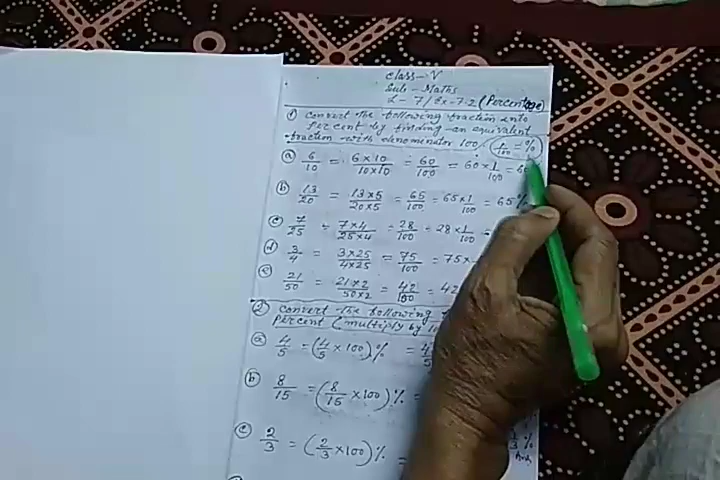 Class - V
Sub - Maths
L - 7 / Ex - 7.2 (Percentage)
① Convert the following fraction into
percent by finding an equivalent
fraction with denominator 100 (1/100 = %)
ⓐ 6/10 = 6×10/10×10 = 60/100 = 60×1/100 = 60
ⓑ 13/20 = 13×5/20×5 = 65/100 = 65×1/100 = 65%
ⓒ 7/25 = 7×4/25×4 = 28/100 = 28×1/100 =
ⓓ 3/4 = 3×25/4×25 = 75/100 = 75×
ⓔ 21/50 = 21×2/50×2 = 42/100 = 42
② Convert the following
percent (multiply by
ⓐ 4/5 = (4/5 × 100)% = 4
ⓑ 8/15 = (8/15 × 100)% =
ⓒ 2/3 = (2/3 × 100)% =